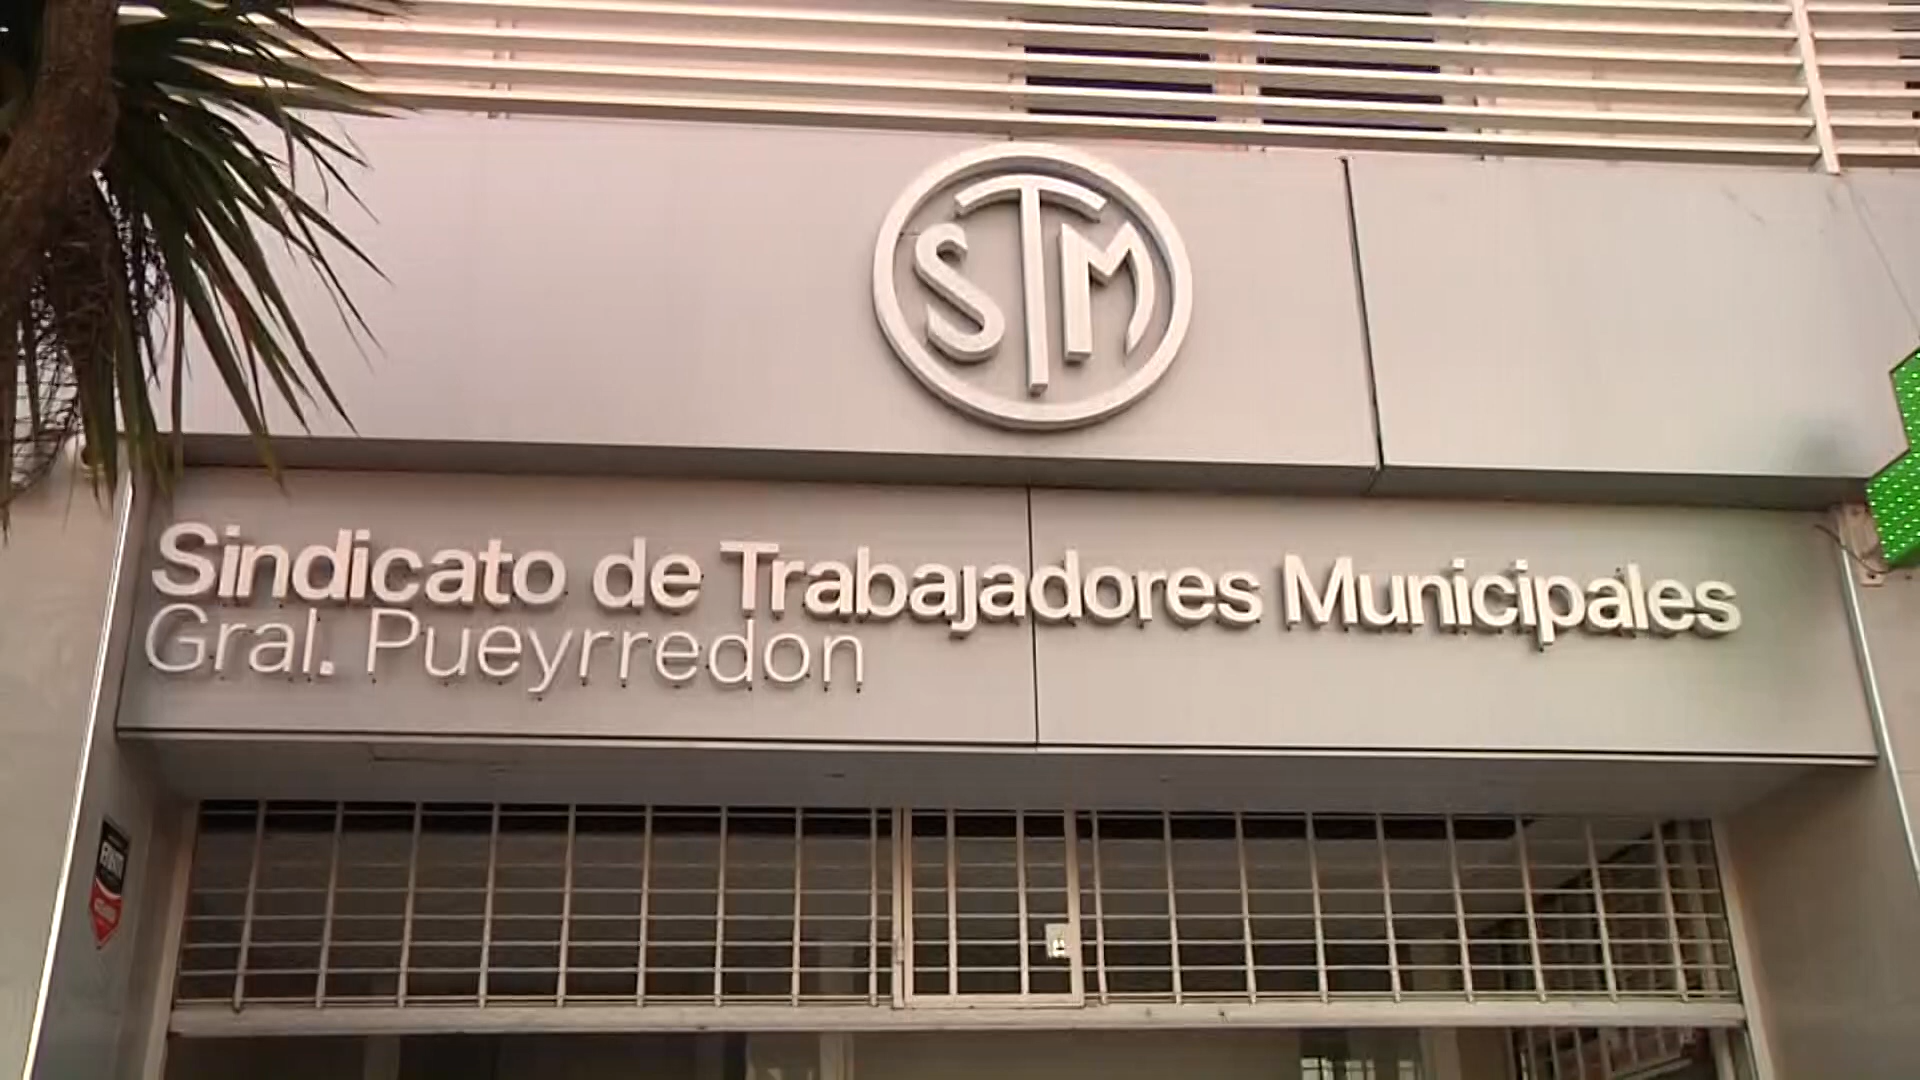 STM
Sindicato de Trabajadores Municipales
Gral. Pueyrredon